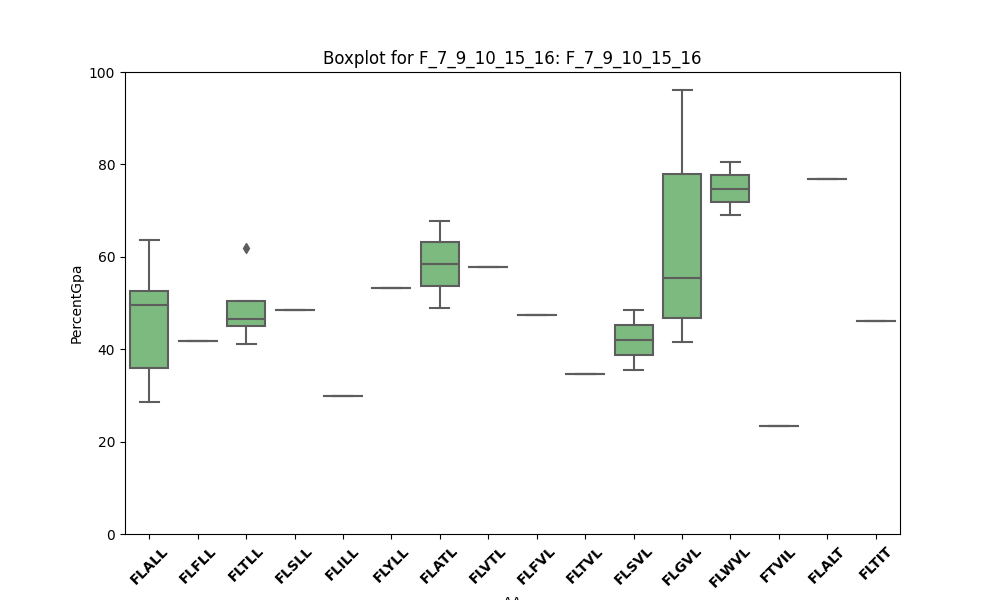 Boxplot for F_7_9_10_15_16: F_7_9_10_15_16
100
80
60
40
20
0
PercentGpa
FLALL
FLFLL
FLTLL
FLSLL
FLILL
FLYLL
FLATL
FLVTL
FLFVL
FLTVL
FLSVL
FLGVL
FLWVL
FTVIL
FLALT
FLTIT